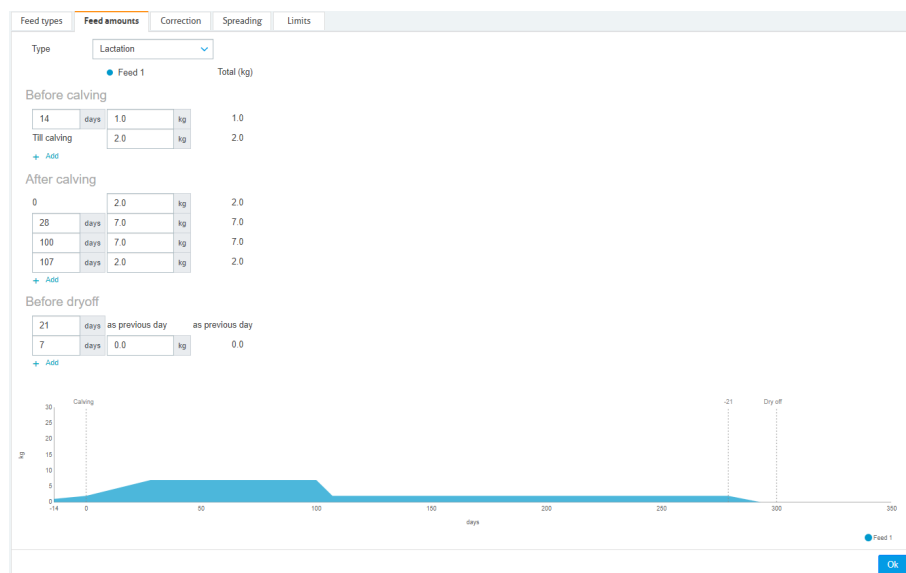 Feed types Feed amounts Correction Spreading Limits
Type Lactation
Feed 1 Total (kg)
Before calving
14 days 1.0 kg 1.0
Till calving 2.0 kg 2.0
+ Add
After calving
0 2.0 kg 2.0
28 days 7.0 kg 7.0
100 days 7.0 kg 7.0
107 days 2.0 kg 2.0
+ Add
Before dryoff
21 days as previous day as previous day
7 days 0.0 kg 0.0
+ Add
Calving -21 Dry off
30
25
20
15
10
5
0
kg
-14 0 50 100 150 200 250 300 350
days
Feed 1
Ok